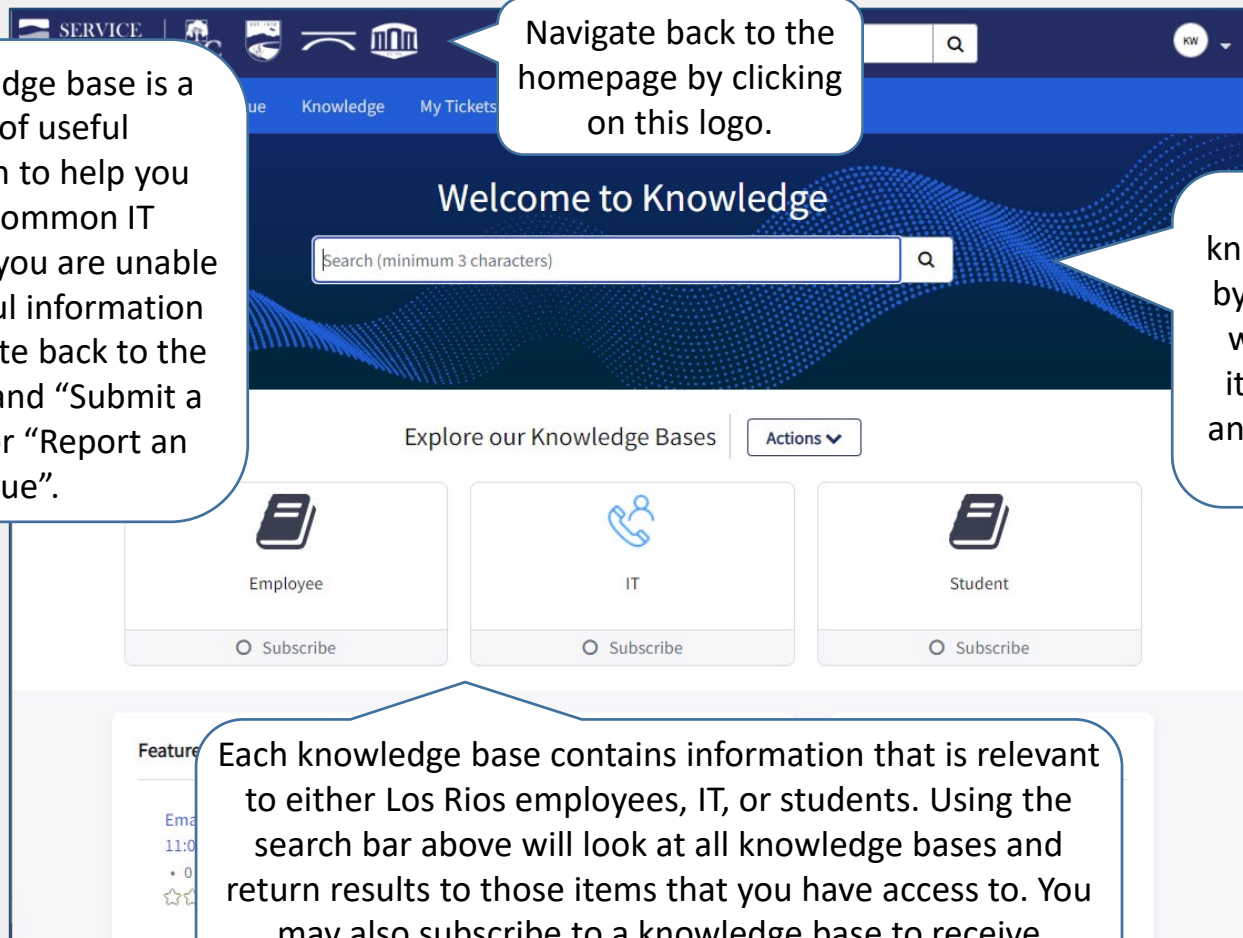 SERVICE
KW
Navigate back to the
homepage by clicking
on this logo.
Knowledge My Tickets
dge base is a
of useful
to help you
ommon IT
you are unable
information
te back to the
and “Submit a
or “Report an
ue”.
Welcome to Knowledge
Search (minimum 3 characters)
by
an
Explore our Knowledge Bases
Actions
Employee
IT
Student
Subscribe
Subscribe
Subscribe
Feature
Ema
11:0
• 0
Each knowledge base contains information that is relevant
to either Los Rios employees, IT, or students. Using the
search bar above will look at all knowledge bases and
return results to those items that you have access to. You
may also subscribe to a knowledge base to receive